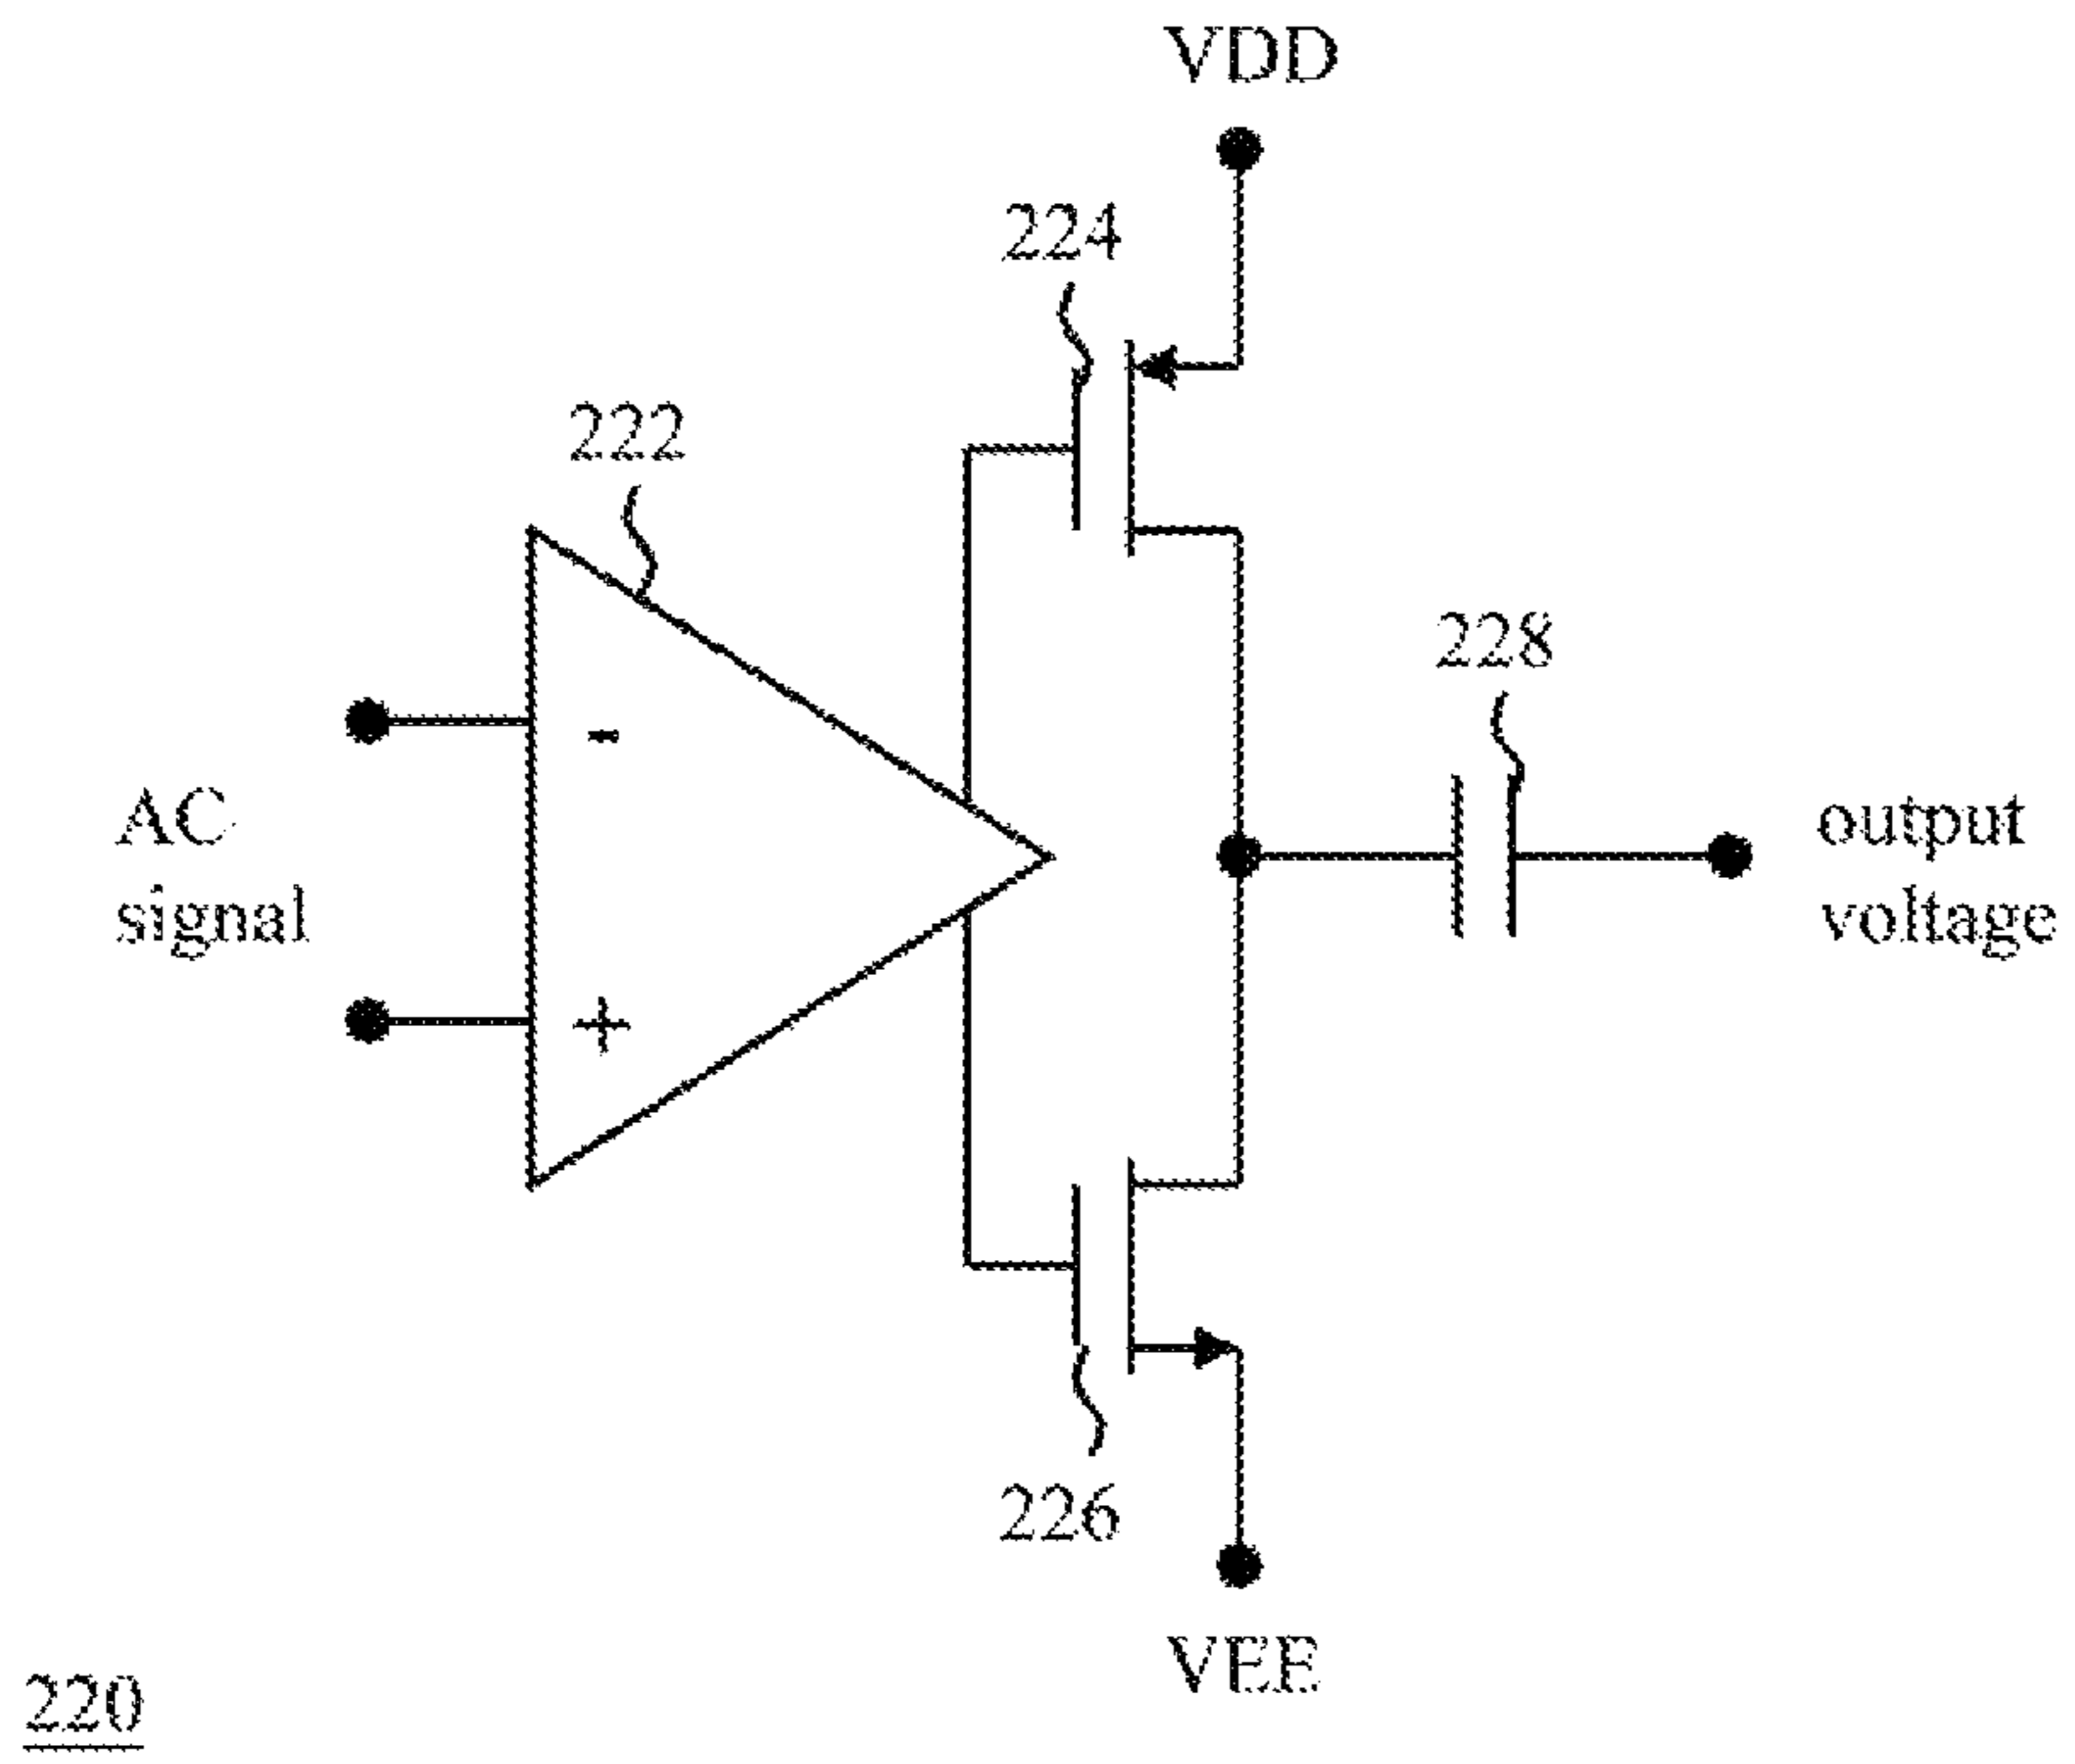 VDD
224
222
228
-
AC
signal
output
voltage
+
226
VEE
220